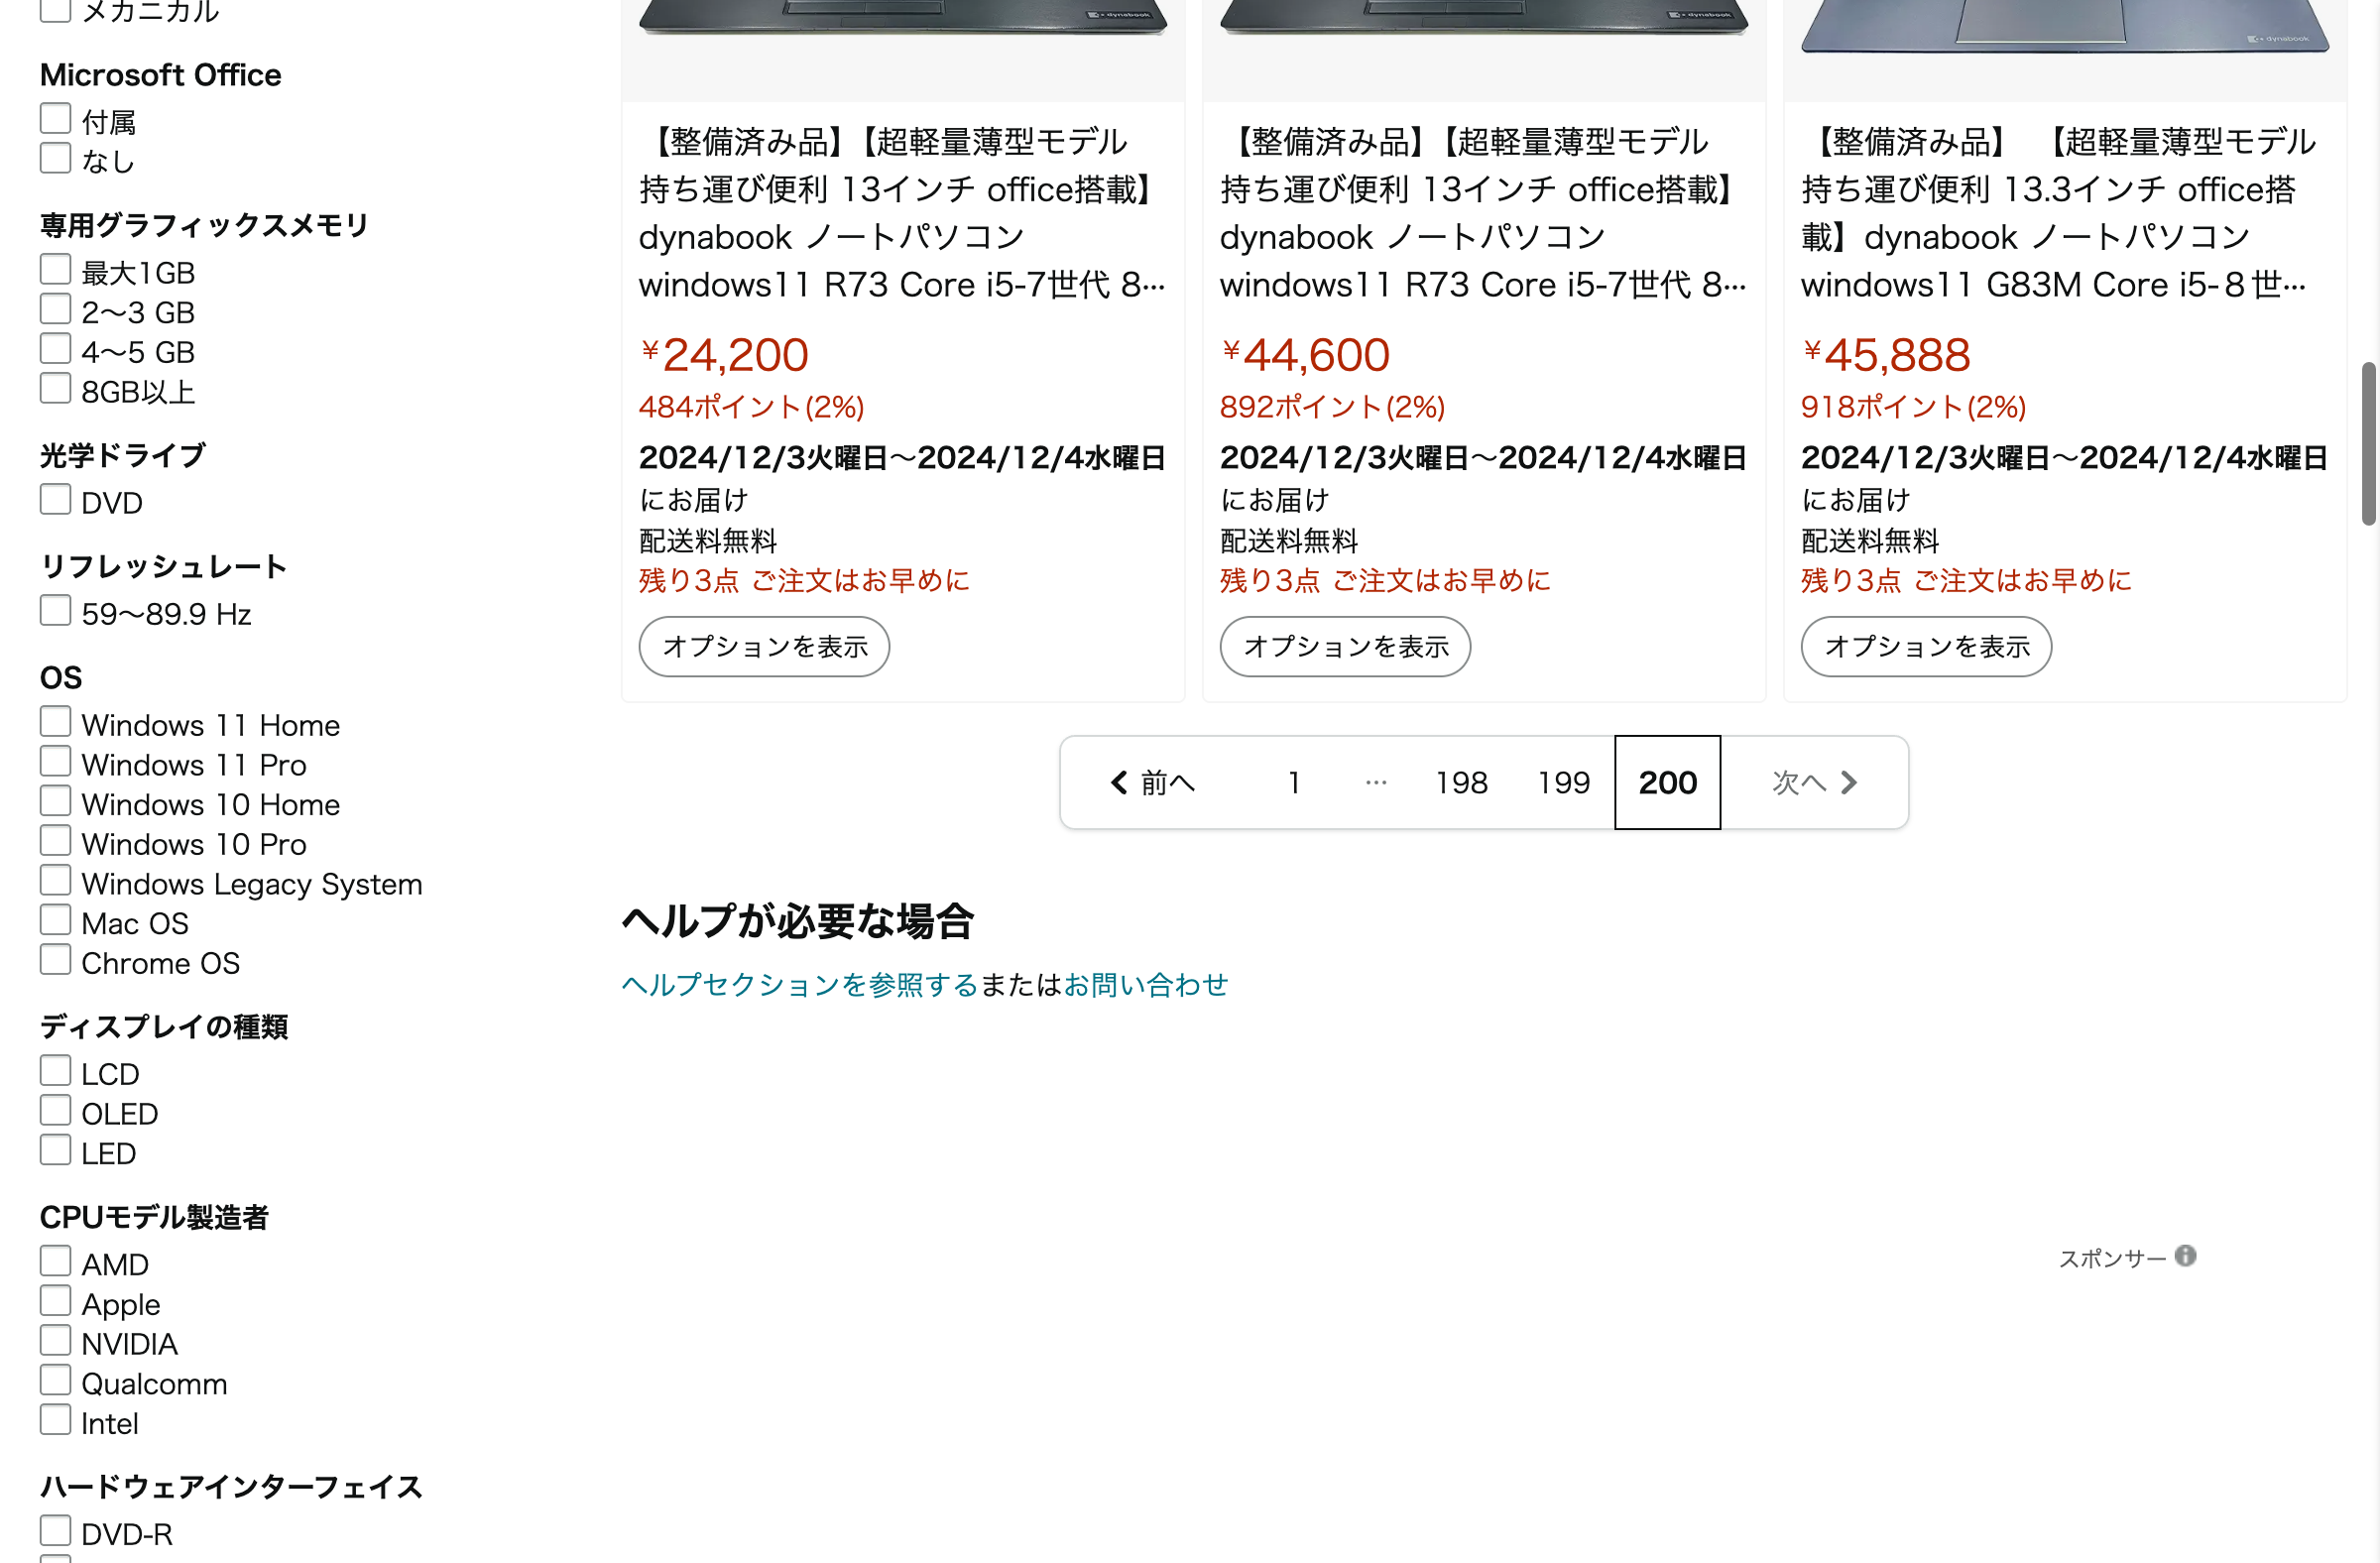 メカニカル
Microsoft Office
付属
なし
専用グラフィックスメモリ
最大1GB
2～3 GB
4～5 GB
8GB以上
光学ドライブ
DVD
リフレッシュレート
59～89.9 Hz
OS
Windows 11 Home
Windows 11 Pro
Windows 10 Home
Windows 10 Pro
Windows Legacy System
Mac OS
Chrome OS
ディスプレイの種類
LCD
OLED
LED
CPUモデル製造者
AMD
Apple
NVIDIA
Qualcomm
Intel
ハードウェアインターフェイス
DVD-R
dynabook
【整備済み品】【超軽量薄型モデル
持ち運び便利 13インチ office搭載】
dynabook ノートパソコン
windows11 R73 Core i5-7世代 8…
¥24,200
484ポイント(2%)
2024/12/3火曜日～2024/12/4水曜日
にお届け
配送料無料
残り3点 ご注文はお早めに
オプションを表示
dynabook
【整備済み品】【超軽量薄型モデル
持ち運び便利 13インチ office搭載】
dynabook ノートパソコン
windows11 R73 Core i5-7世代 8…
¥44,600
892ポイント(2%)
2024/12/3火曜日～2024/12/4水曜日
にお届け
配送料無料
残り3点 ご注文はお早めに
オプションを表示
dynabook
【整備済み品】 【超軽量薄型モデル
持ち運び便利 13.3インチ office搭
載】dynabook ノートパソコン
windows11 G83M Core i5-８世…
¥45,888
918ポイント(2%)
2024/12/3火曜日～2024/12/4水曜日
にお届け
配送料無料
残り3点 ご注文はお早めに
オプションを表示
前へ 1 … 198 199 200 次へ
ヘルプが必要な場合
ヘルプセクションを参照するまたはお問い合わせ
スポンサー